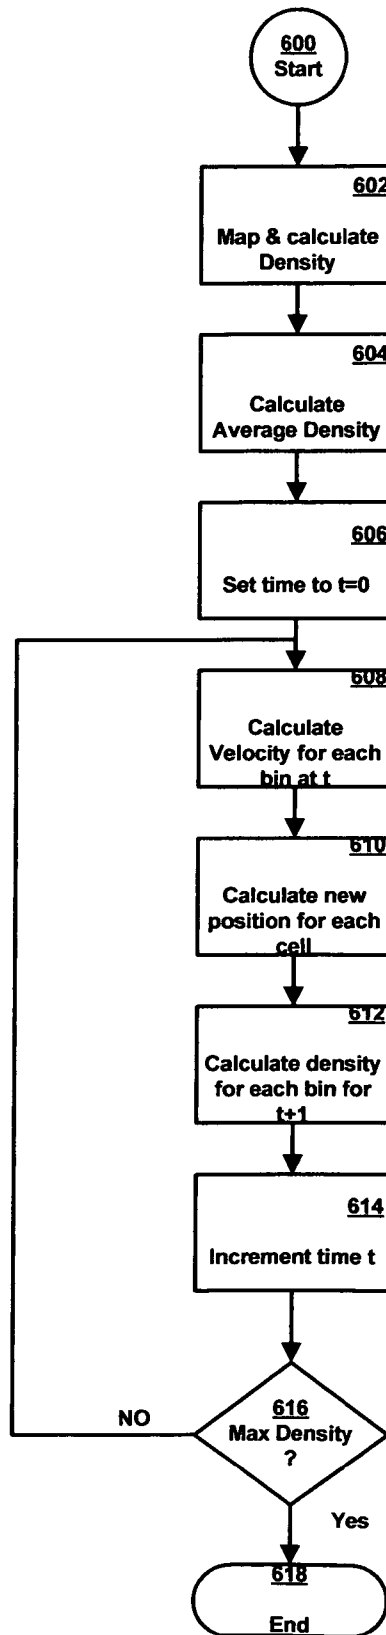 600
Start
602
Map & calculate
Density
604
Calculate
Average Density
606
Set time to t=0
608
Calculate
Velocity for each
bin at t
610
Calculate new
position for each
cell
612
Calculate density
for each bin for
t+1
614
Increment time t
616
Max Density
?
NO
Yes
618
End